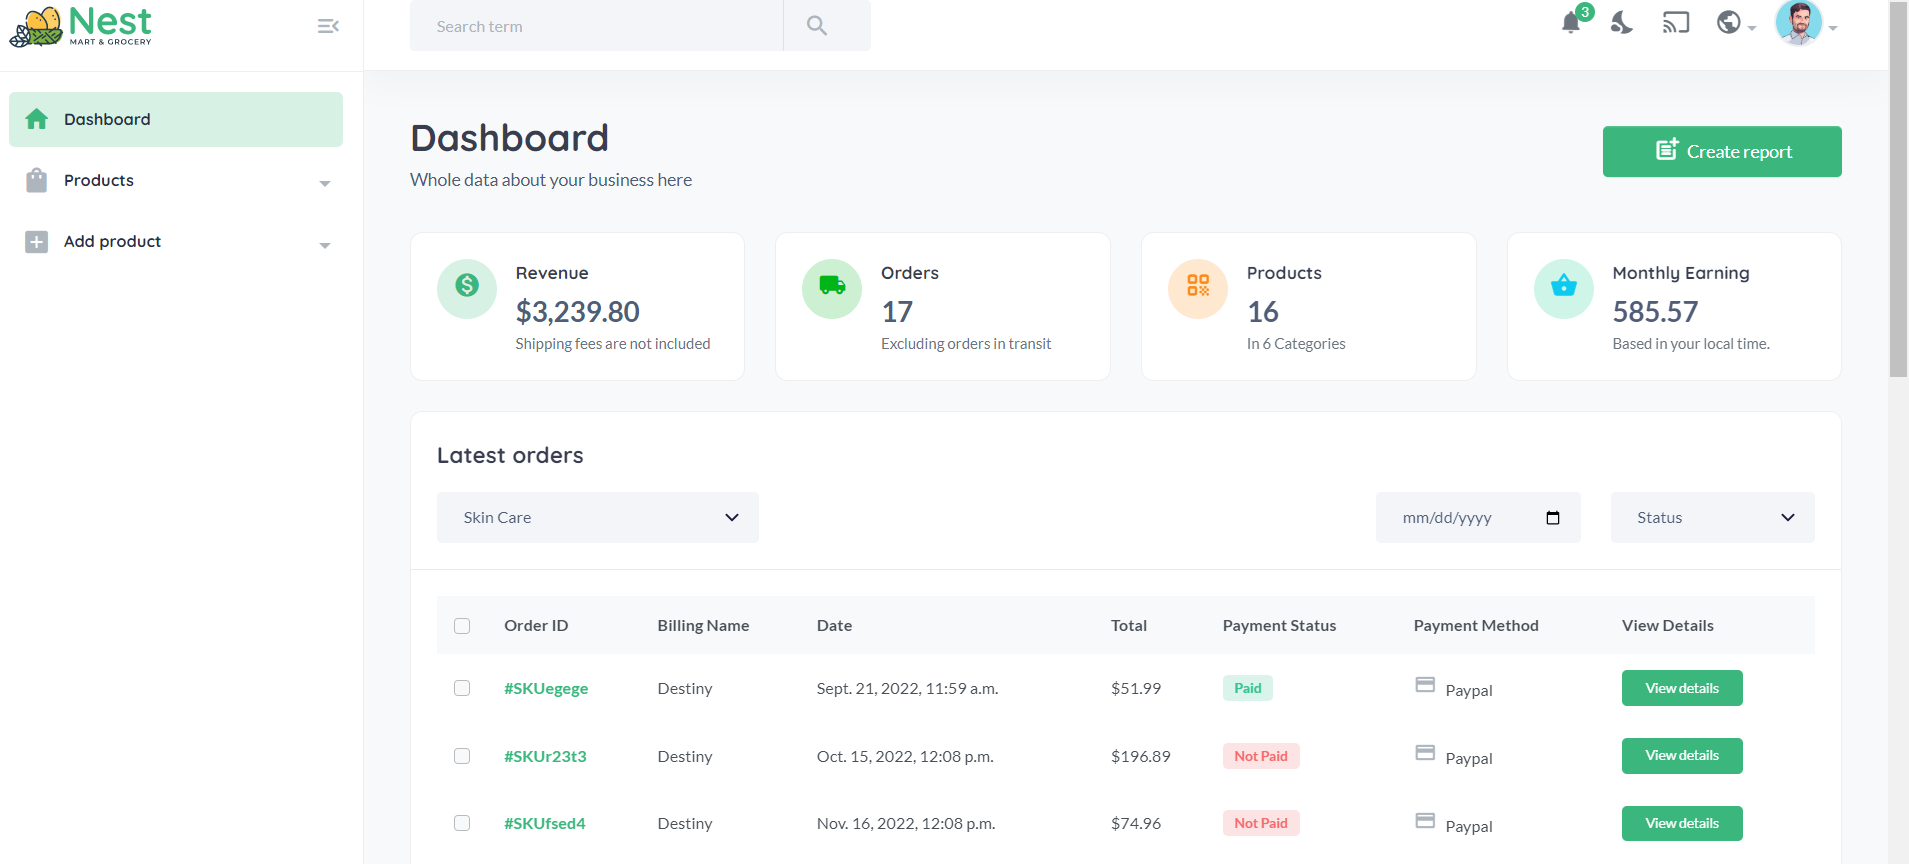 Nest
MART & GROCERY
Search term
3
Dashboard
Products
Add product
Dashboard
Whole data about your business here
Create report
Revenue
$3,239.80
Shipping fees are not included
Orders
17
Excluding orders in transit
Products
16
In 6 Categories
Monthly Earning
585.57
Based in your local time.
Latest orders
Skin Care
mm/dd/yyyy
Status
Order ID Billing Name Date Total Payment Status Payment Method View Details
#SKUegege Destiny Sept. 21, 2022, 11:59 a.m. $51.99 Paid Paypal View details
#SKUr23t3 Destiny Oct. 15, 2022, 12:08 p.m. $196.89 Not Paid Paypal View details
#SKUfsed4 Destiny Nov. 16, 2022, 12:08 p.m. $74.96 Not Paid Paypal View details